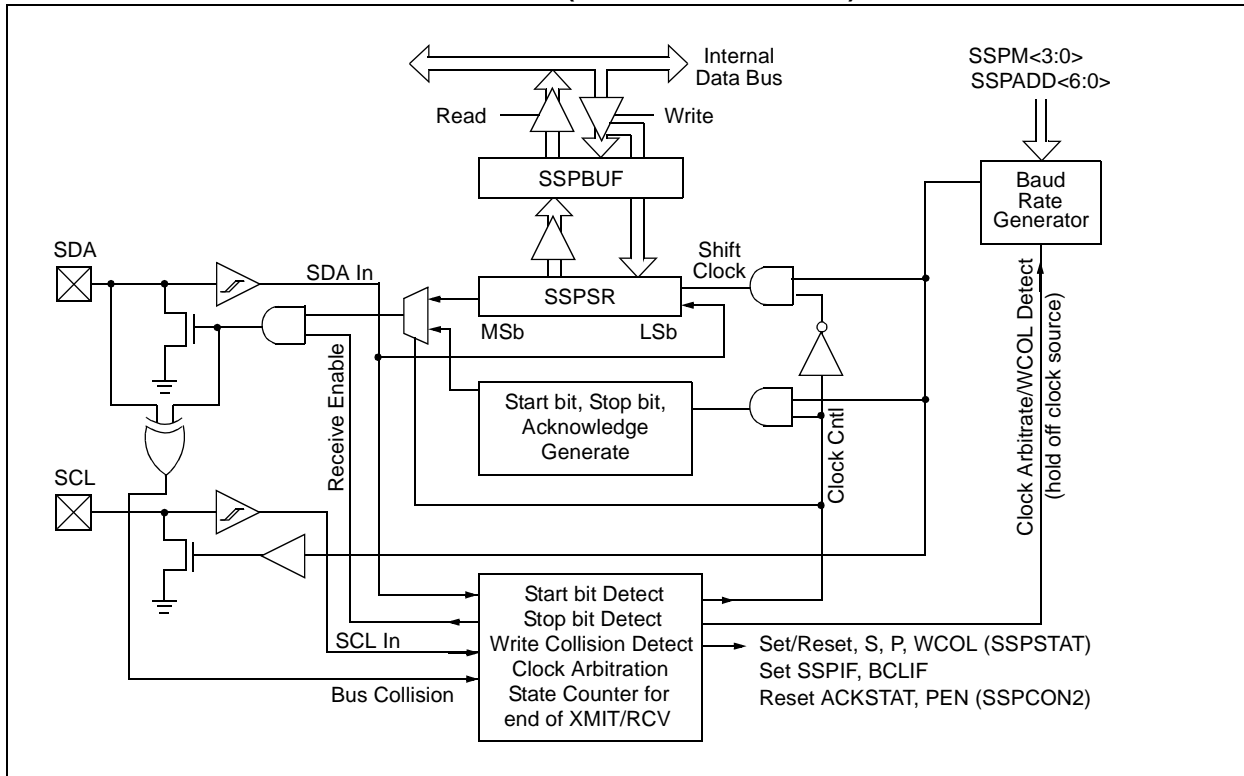 Internal
Data Bus
SSPM<3:0>
SSPADD<6:0>
Read
Write
SSPBUF
Baud
Rate
Generator
SDA
SDA In
Shift
Clock
SSPSR
MSb
LSb
Receive Enable
Start bit, Stop bit,
Acknowledge
Generate
Clock Cntl
Clock Arbitrate/WCOL Detect
(hold off clock source)
SCL
SCL In
Bus Collision
Start bit Detect
Stop bit Detect
Write Collision Detect
Clock Arbitration
State Counter for
end of XMIT/RCV
Set/Reset, S, P, WCOL (SSPSTAT)
Set SSPIF, BCLIF
Reset ACKSTAT, PEN (SSPCON2)